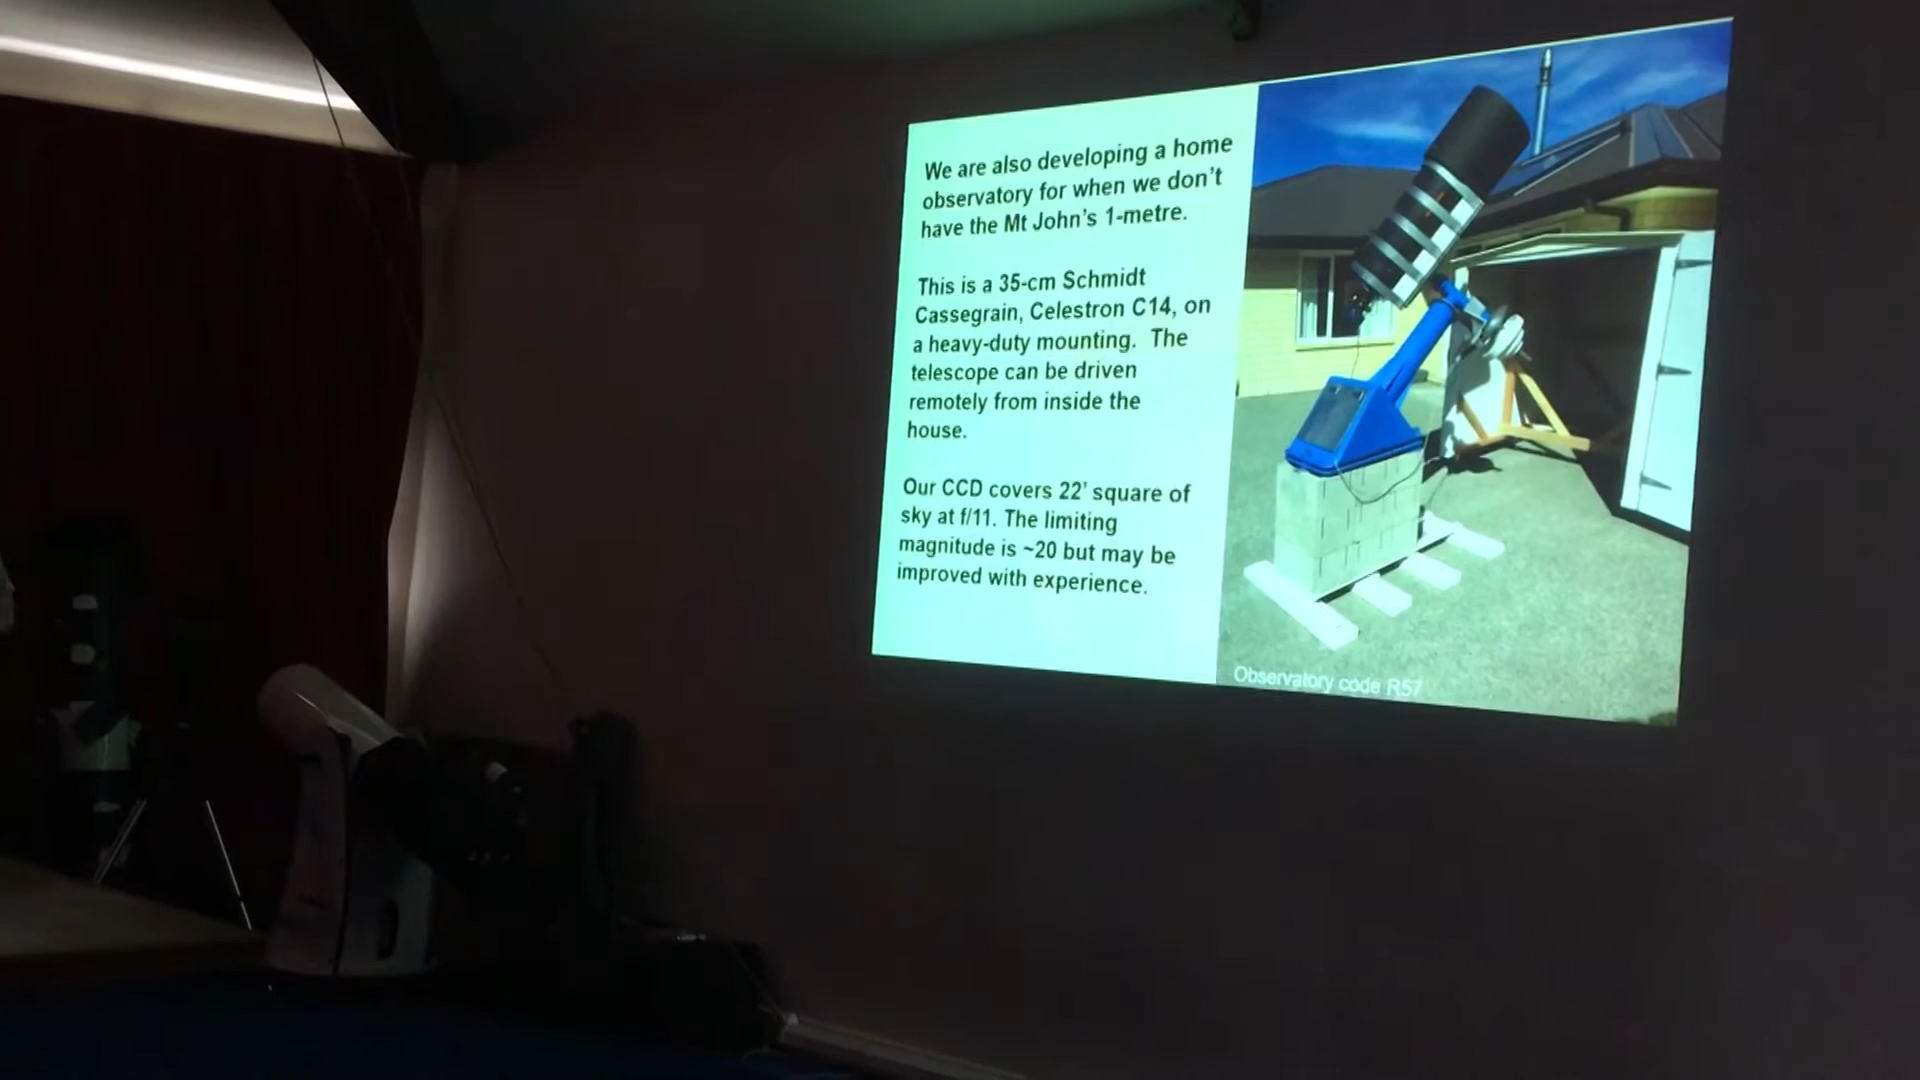 We are also developing a home
observatory for when we don't
have the Mt John's 1-metre.
This is a 35-cm Schmidt
Cassegrain, Celestron C14, on
a heavy-duty mounting. The
telescope can be driven
remotely from inside the
house.
Our CCD covers 22' square of
sky at f/11. The limiting
magnitude is ~20 but may be
improved with experience.
Observatory code R57